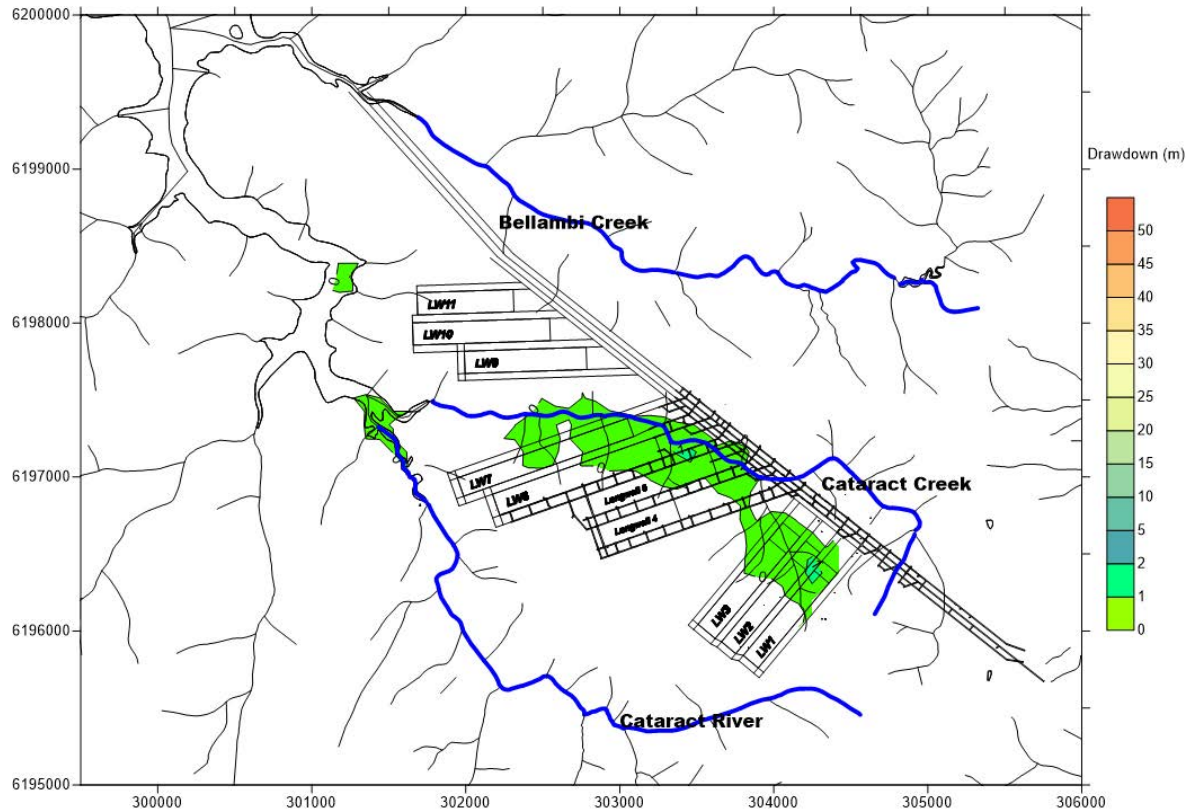 6200000
6199000
6198000
6197000
6196000
6195000
300000
301000
302000
303000
304000
305000
306000
Bellambi Creek
LW11
LW10
LW9
Cataract Creek
LW7
LW6
Longwall 5
Longwall 4
LW3
LW2
LW1
Cataract River
Drawdown (m)
50
45
40
35
30
25
20
15
10
5
2
1
0